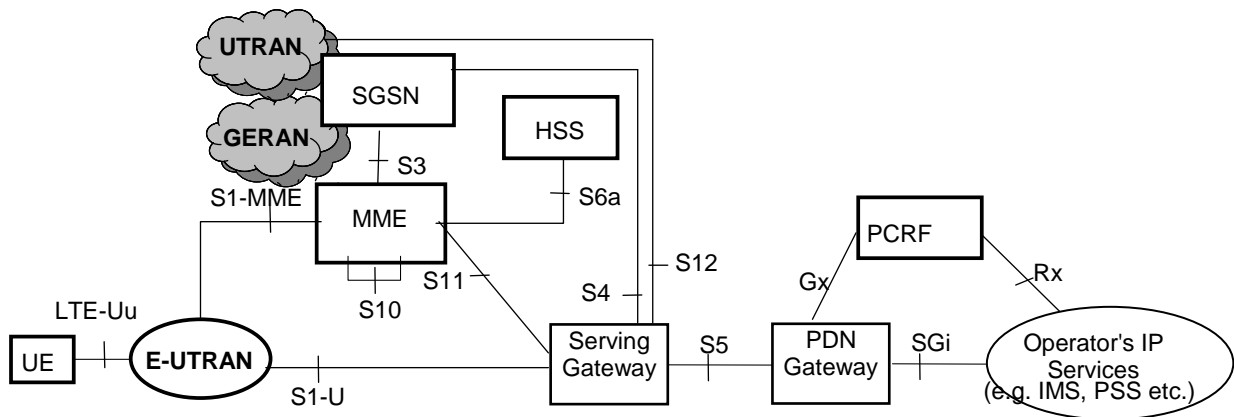 UTRAN
SGSN
GERAN
HSS
S3
S1-MME
S6a
MME
PCRF
S11
S12
Gx
Rx
S10
S4
LTE-Uu
UE
E-UTRAN
Serving
Gateway
S5
PDN
Gateway
SGi
Operator's IP
Services
(e.g. IMS, PSS etc.)
S1-U